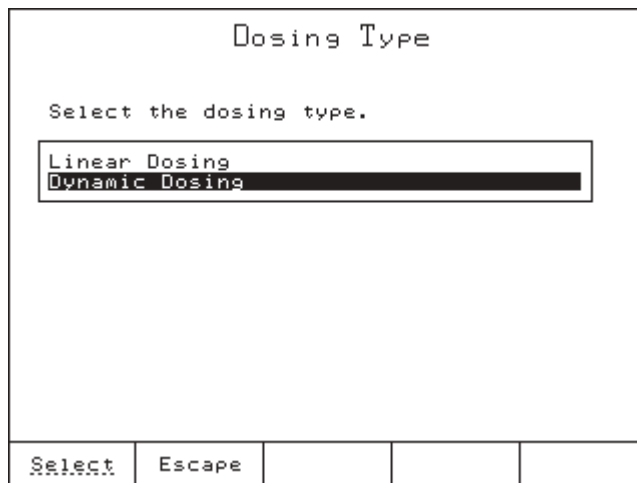 Dosing Type
Select the dosing type.
Linear Dosing
Dynamic Dosing
Select Escape